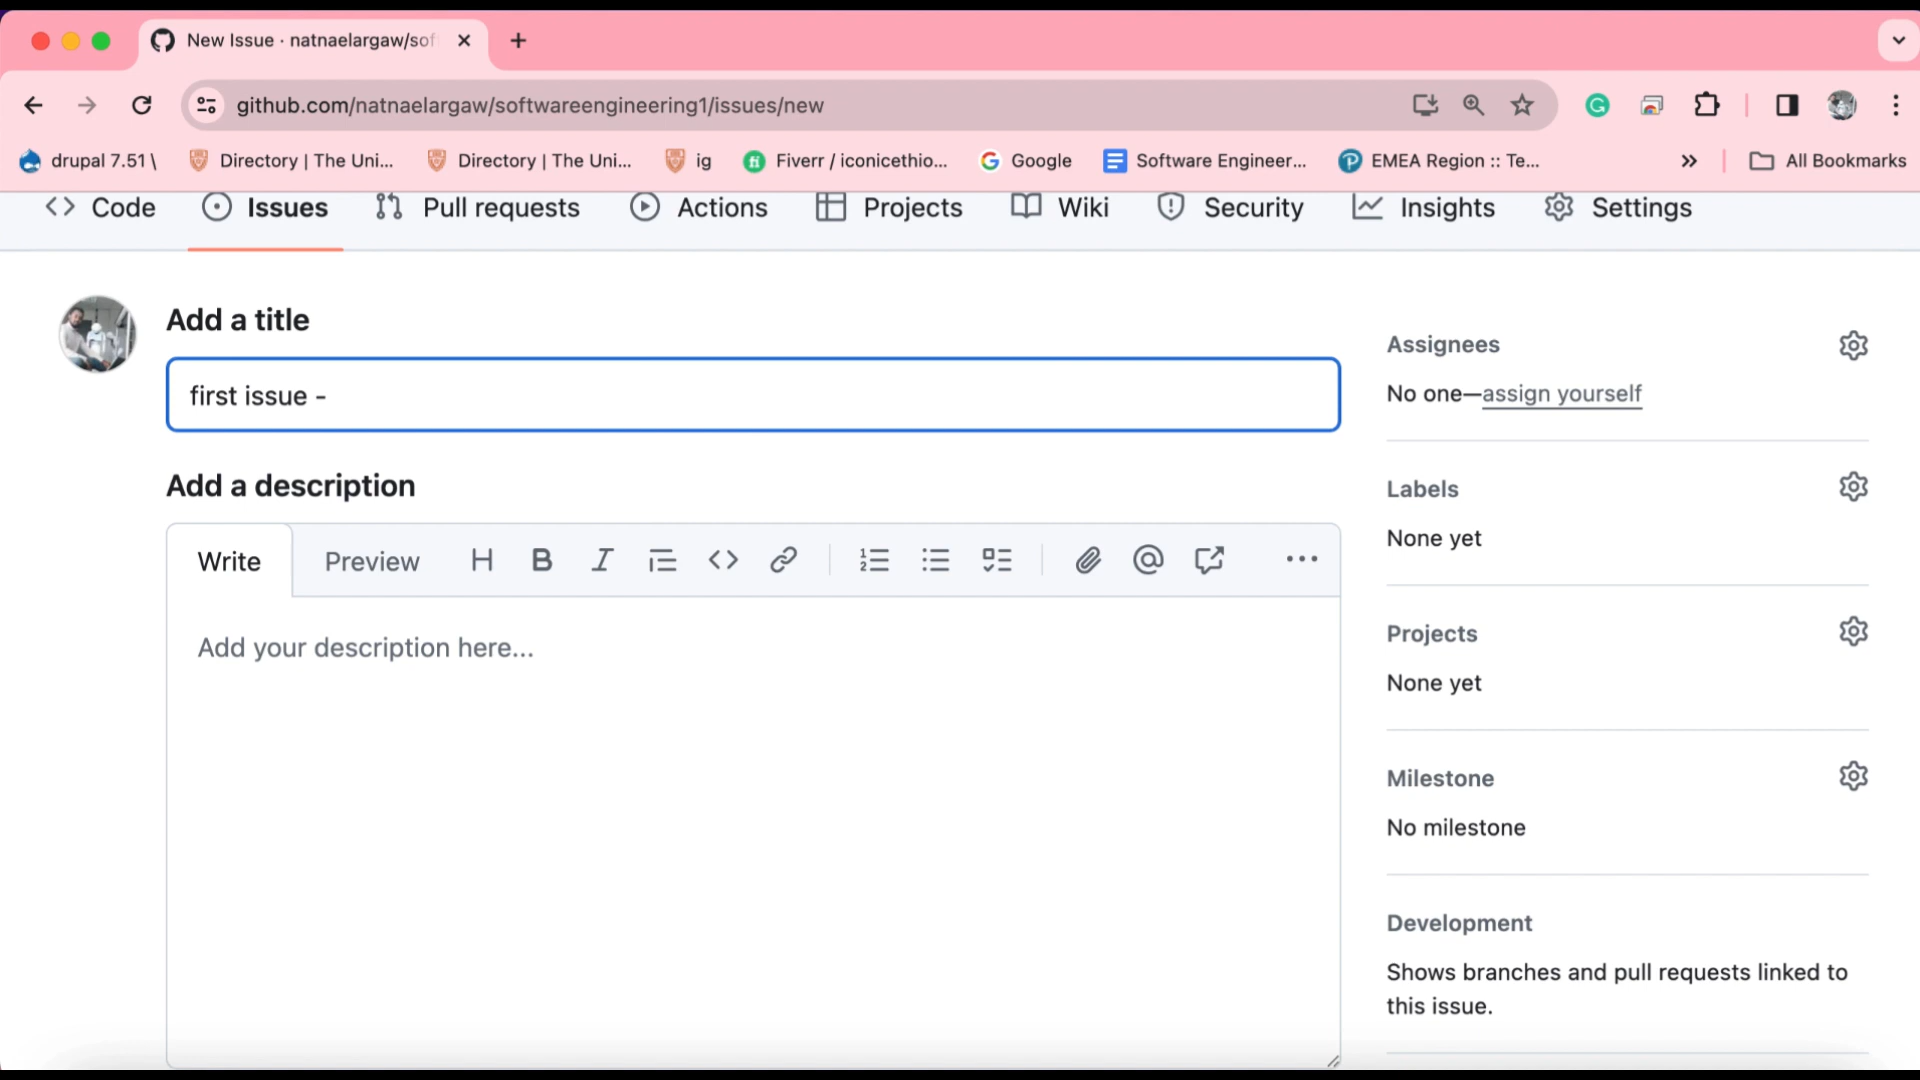 New Issue · natnaelargaw/sof
github.com/natnaelargaw/softwareengineering1/issues/new
drupal 7.51 \ Directory | The Uni... Directory | The Uni... ig Fiverr / iconicethio... Google Software Engineer... EMEA Region :: Te... » All Bookmarks
Code Issues Pull requests Actions Projects Wiki Security Insights Settings
Add a title
first issue -
Add a description
Write Preview
Add your description here...
Assignees
No one—assign yourself
Labels
None yet
Projects
None yet
Milestone
No milestone
Development
Shows branches and pull requests linked to
this issue.